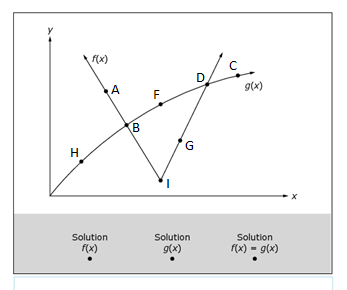 y
f(x)
C
D
g(x)
A
F
B
G
H
I
x
Solution Solution Solution
f(x) g(x) f(x) = g(x)